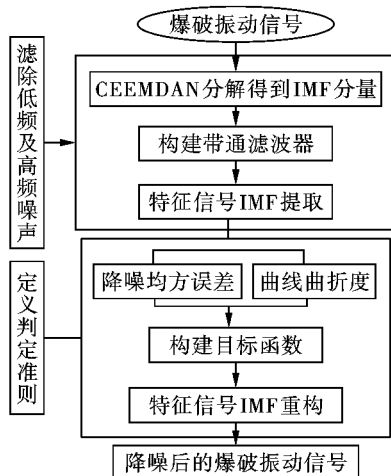 爆破振动信号
滤除低频及高频噪声
CEEMDAN分解得到IMF分量
构建带通滤波器
特征信号IMF提取
定义判定准则
降噪均方误差
曲线曲折度
构建目标函数
特征信号IMF重构
降噪后的爆破振动信号